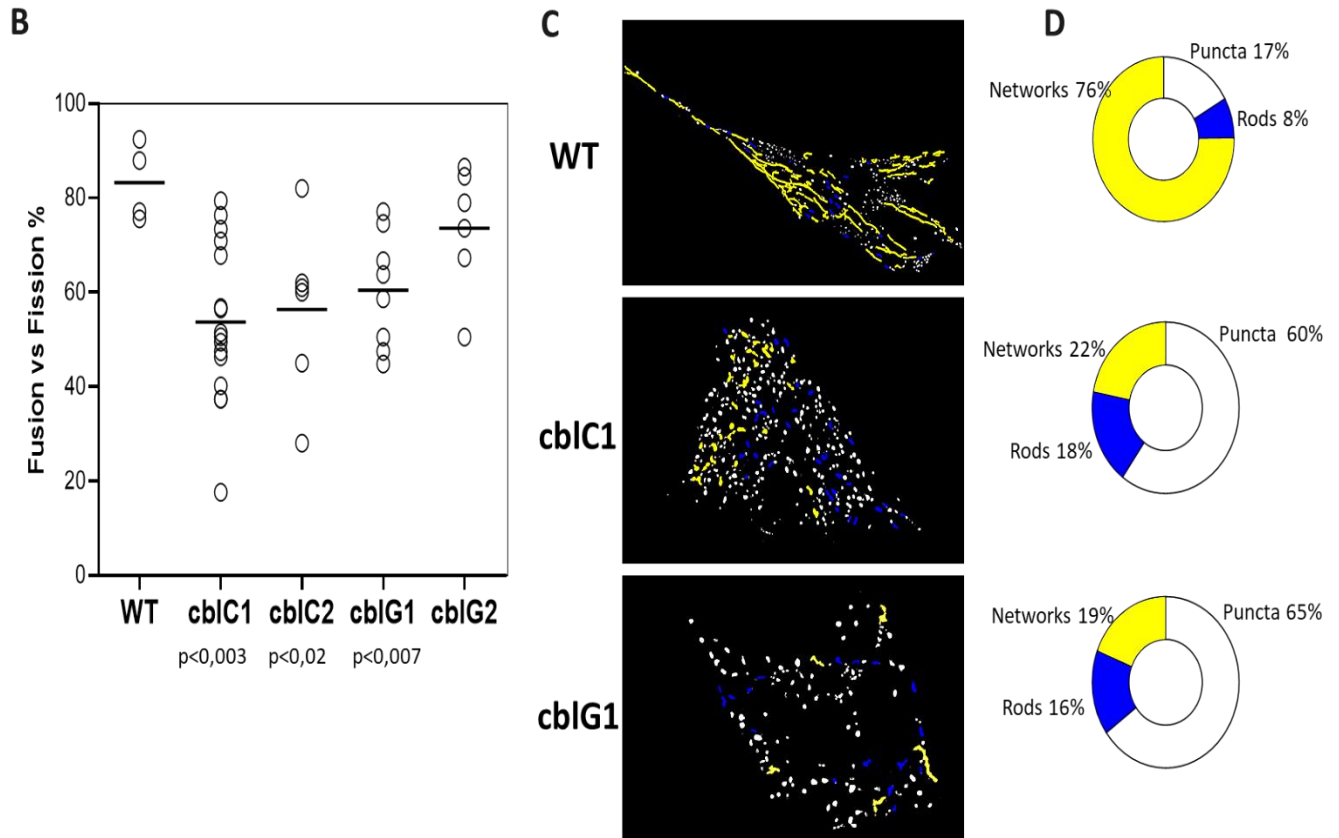 B
Fusion vs Fission %
100
80
60
40
20
0
WT cblC1 cblC2 cblG1 cblG2
p<0,003 p<0,02 p<0,007
C
WT
cblC1
cblG1
D
Puncta 17%
Networks 76%
Rods 8%
Networks 22%
Puncta 60%
Rods 18%
Networks 19%
Puncta 65%
Rods 16%